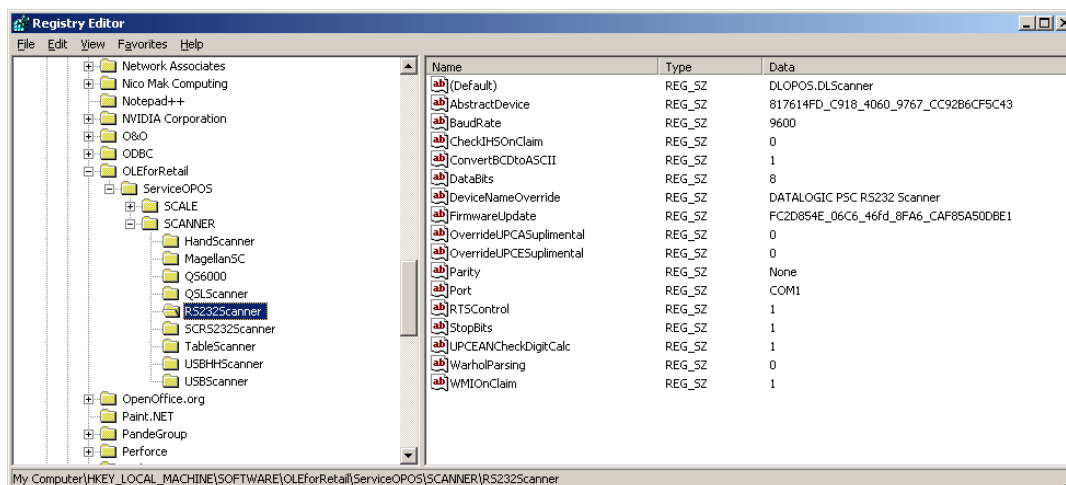 Registry Editor
File Edit View Favorites Help
Network Associates
Nico Mak Computing
Notepad++
NVIDIA Corporation
O&O
ODBC
OLEforRetail
ServiceOPOS
SCALE
SCANNER
HandScanner
MagellanSC
QS6000
QSLScanner
RS232Scanner
SCRS232Scanner
TableScanner
USBHHScanner
USBScanner
OpenOffice.org
Paint.NET
PandeGroup
Perforce
Name Type Data
(Default) REG_SZ DLOPOS.DLScanner
AbstractDevice REG_SZ 817614FD_C918_4060_9767_CC92B6CF5C43
BaudRate REG_SZ 9600
CheckIHSOnClaim REG_SZ 0
ConvertBCDtoASCII REG_SZ 1
DataBits REG_SZ 8
DeviceNameOverride REG_SZ DATALOGIC PSC RS232 Scanner
FirmwareUpdate REG_SZ FC2D854E_06C6_46fd_8FA6_CAF85A50DBE1
OverrideUPCASuplimental REG_SZ 0
OverrideUPCESuplimental REG_SZ 0
Parity REG_SZ None
Port REG_SZ COM1
RTSControl REG_SZ 1
StopBits REG_SZ 1
UPCEANCheckDigitCalc REG_SZ 1
WarholParsing REG_SZ 0
WMIOnClaim REG_SZ 1
My Computer\HKEY_LOCAL_MACHINE\SOFTWARE\OLEforRetail\ServiceOPOS\SCANNER\RS232Scanner